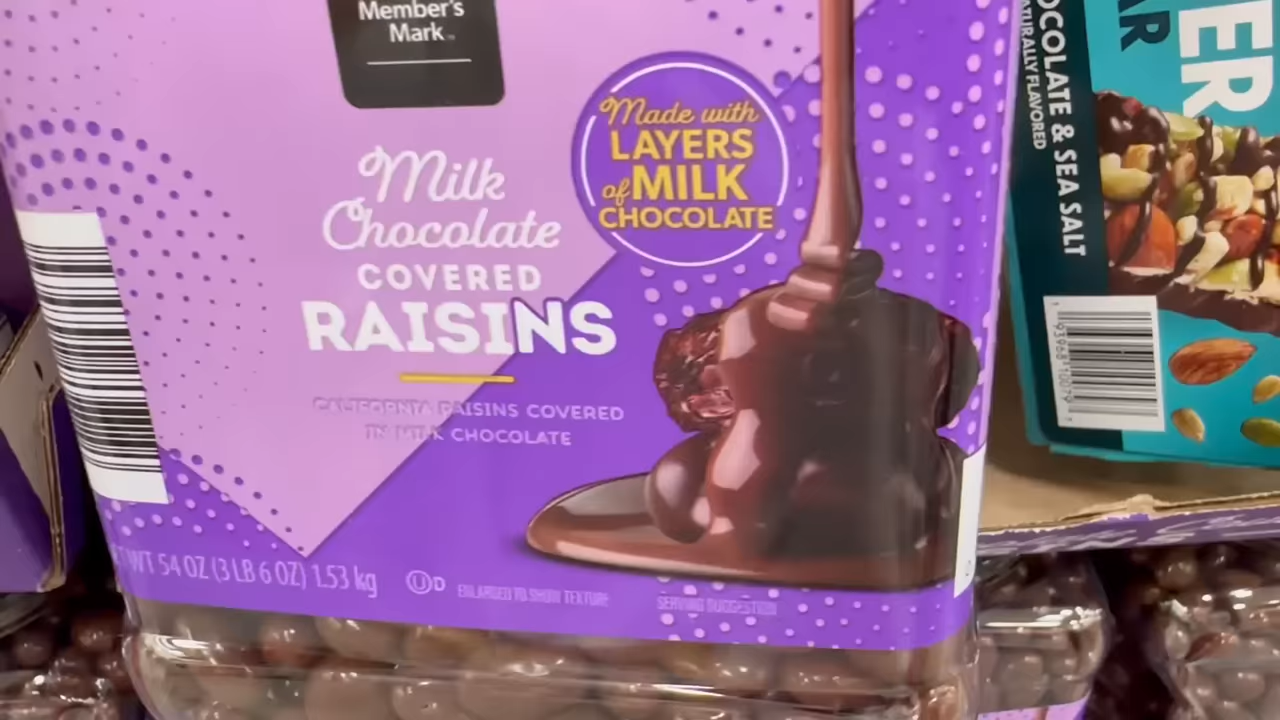 Member's
Mark
Made with
LAYERS
of MILK
CHOCOLATE
Milk
Chocolate
COVERED
RAISINS
CALIFORNIA RAISINS COVERED
IN MILK CHOCOLATE
WT 54 OZ (3 LB 6 OZ) 1.53 kg
UD
ENLARGED TO SHOW TEXTURE
SERVING SUGGESTION
OCOLATE & SEA SALT
ATURALLY FLAVORED
ER
AR